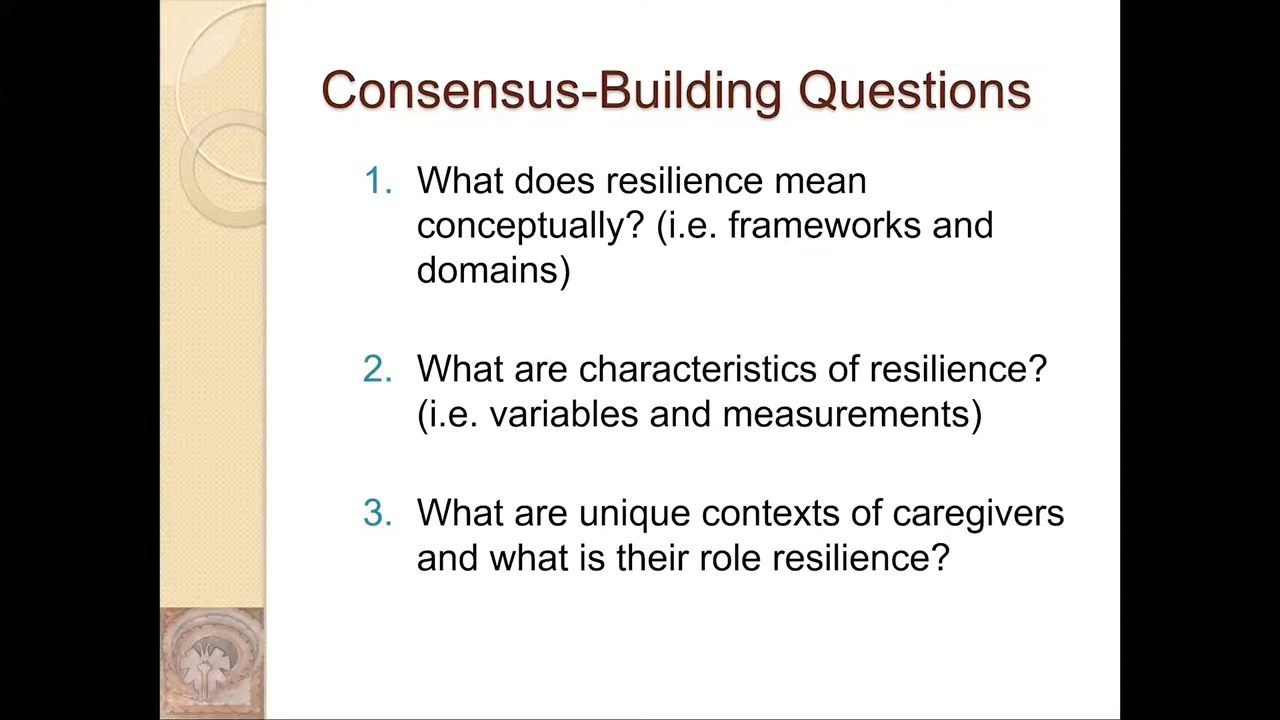 Consensus-Building Questions
1. What does resilience mean
conceptually? (i.e. frameworks and
domains)
2. What are characteristics of resilience?
(i.e. variables and measurements)
3. What are unique contexts of caregivers
and what is their role resilience?